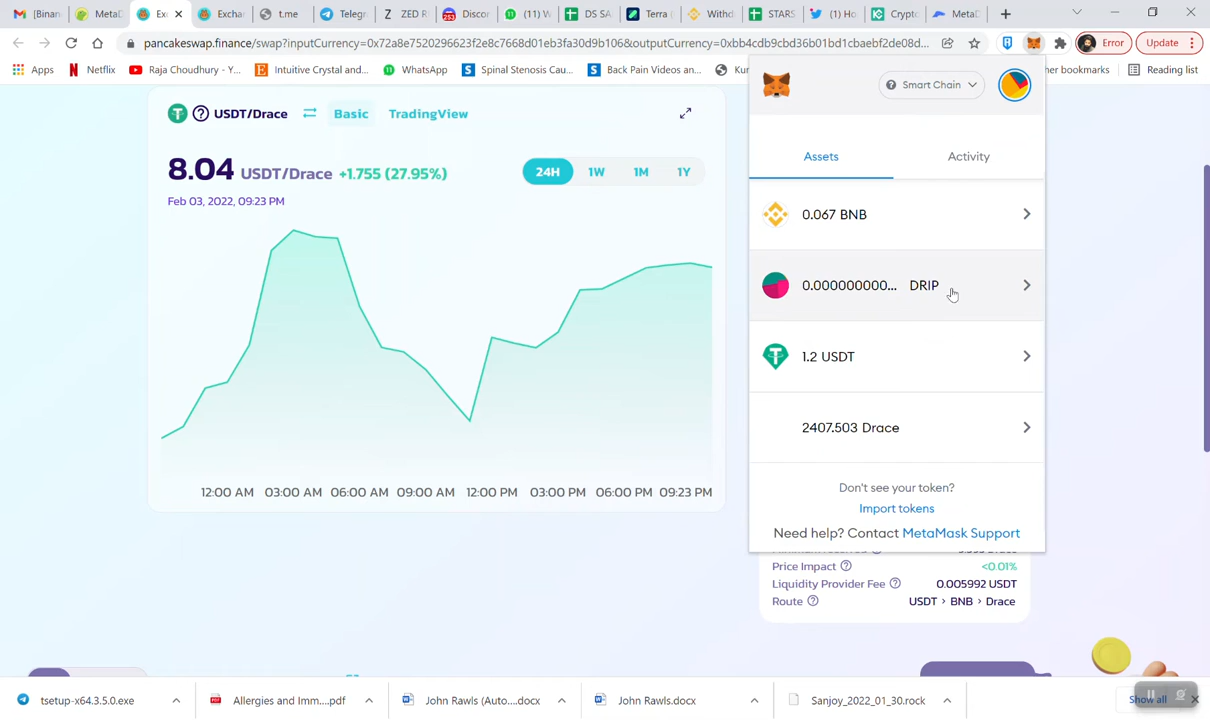 [Binan
MetaD
Exc
Exchar
t.me
Telegr
ZED R
Discor
(11) W
DS SA
Terra
Withd
STARS
Ho
Crypto
MetaD
pancakeswap.finance/swap?inputCurrency=0x72a8e7520296623f2e87668d01eb3fa30d9b106&outputCurrency=0xbb4cdb9cbd36b01bd1cbaebf2de08d...
Error
Update
Apps
Netflix
Raja Choudhury - Y...
Intuitive Crystal and...
WhatsApp
Spinal Stenosis Cau...
Back Pain Videos an...
her bookmarks
Reading list
USDT/Drace
Basic
TradingView
8.04 USDT/Drace +1.755 (27.95%)
24H 1W 1M 1Y
Feb 03, 2022, 09:23 PM
12:00 AM 03:00 AM 06:00 AM 09:00 AM 12:00 PM 03:00 PM 06:00 PM 09:23 PM
Smart Chain
Assets
Activity
0.067 BNB
0.000000000... DRIP
1.2 USDT
2407.503 Drace
Don't see your token?
Import tokens
Need help? Contact MetaMask Support
Price Impact <0.01%
Liquidity Provider Fee 0.005992 USDT
Route USDT > BNB > Drace
tsetup-x64.3.5.0.exe
Allergies and Imm....pdf
John Rawls (Auto....docx
John Rawls.docx
Sanjoy_2022_01_30.rock
Show all